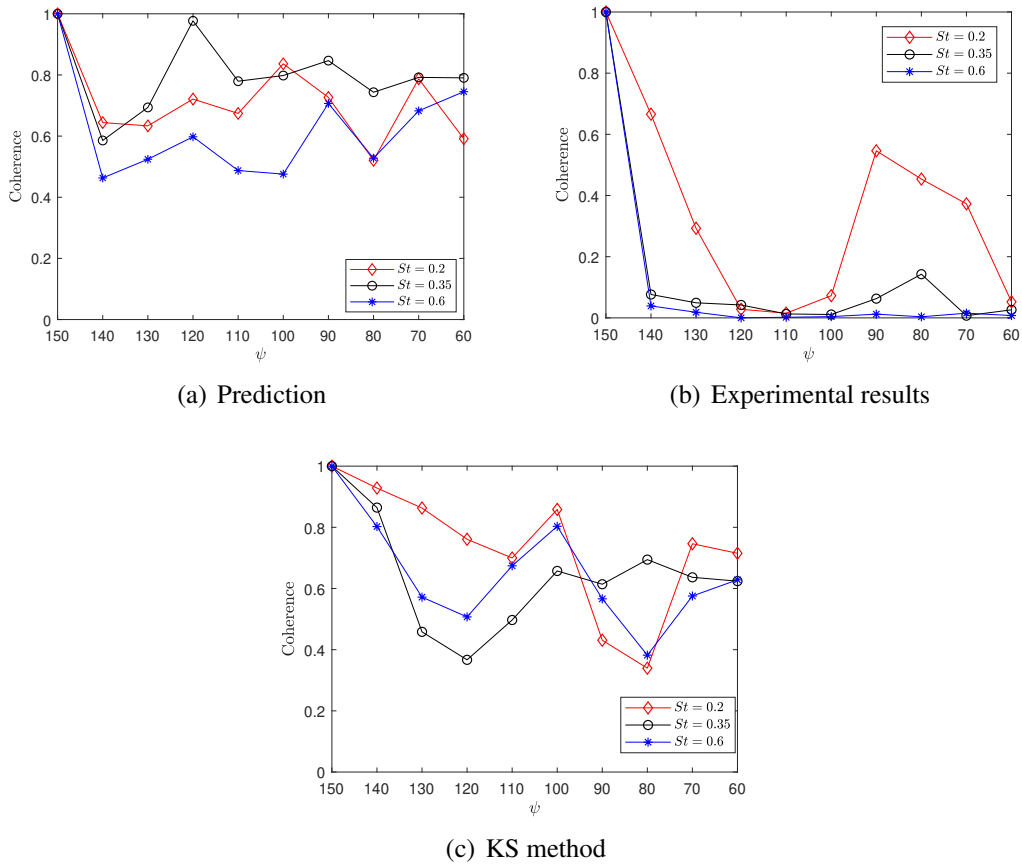 1
0.8
0.6
0.4
0.2
0
Coherence
150 140 130 120 110 100 90 80 70 60
ψ
St = 0.2
St = 0.35
St = 0.6
(a) Prediction
1
0.8
0.6
0.4
0.2
0
Coherence
150 140 130 120 110 100 90 80 70 60
ψ
St = 0.2
St = 0.35
St = 0.6
(b) Experimental results
1
0.8
0.6
0.4
0.2
0
Coherence
150 140 130 120 110 100 90 80 70 60
ψ
St = 0.2
St = 0.35
St = 0.6
(c) KS method